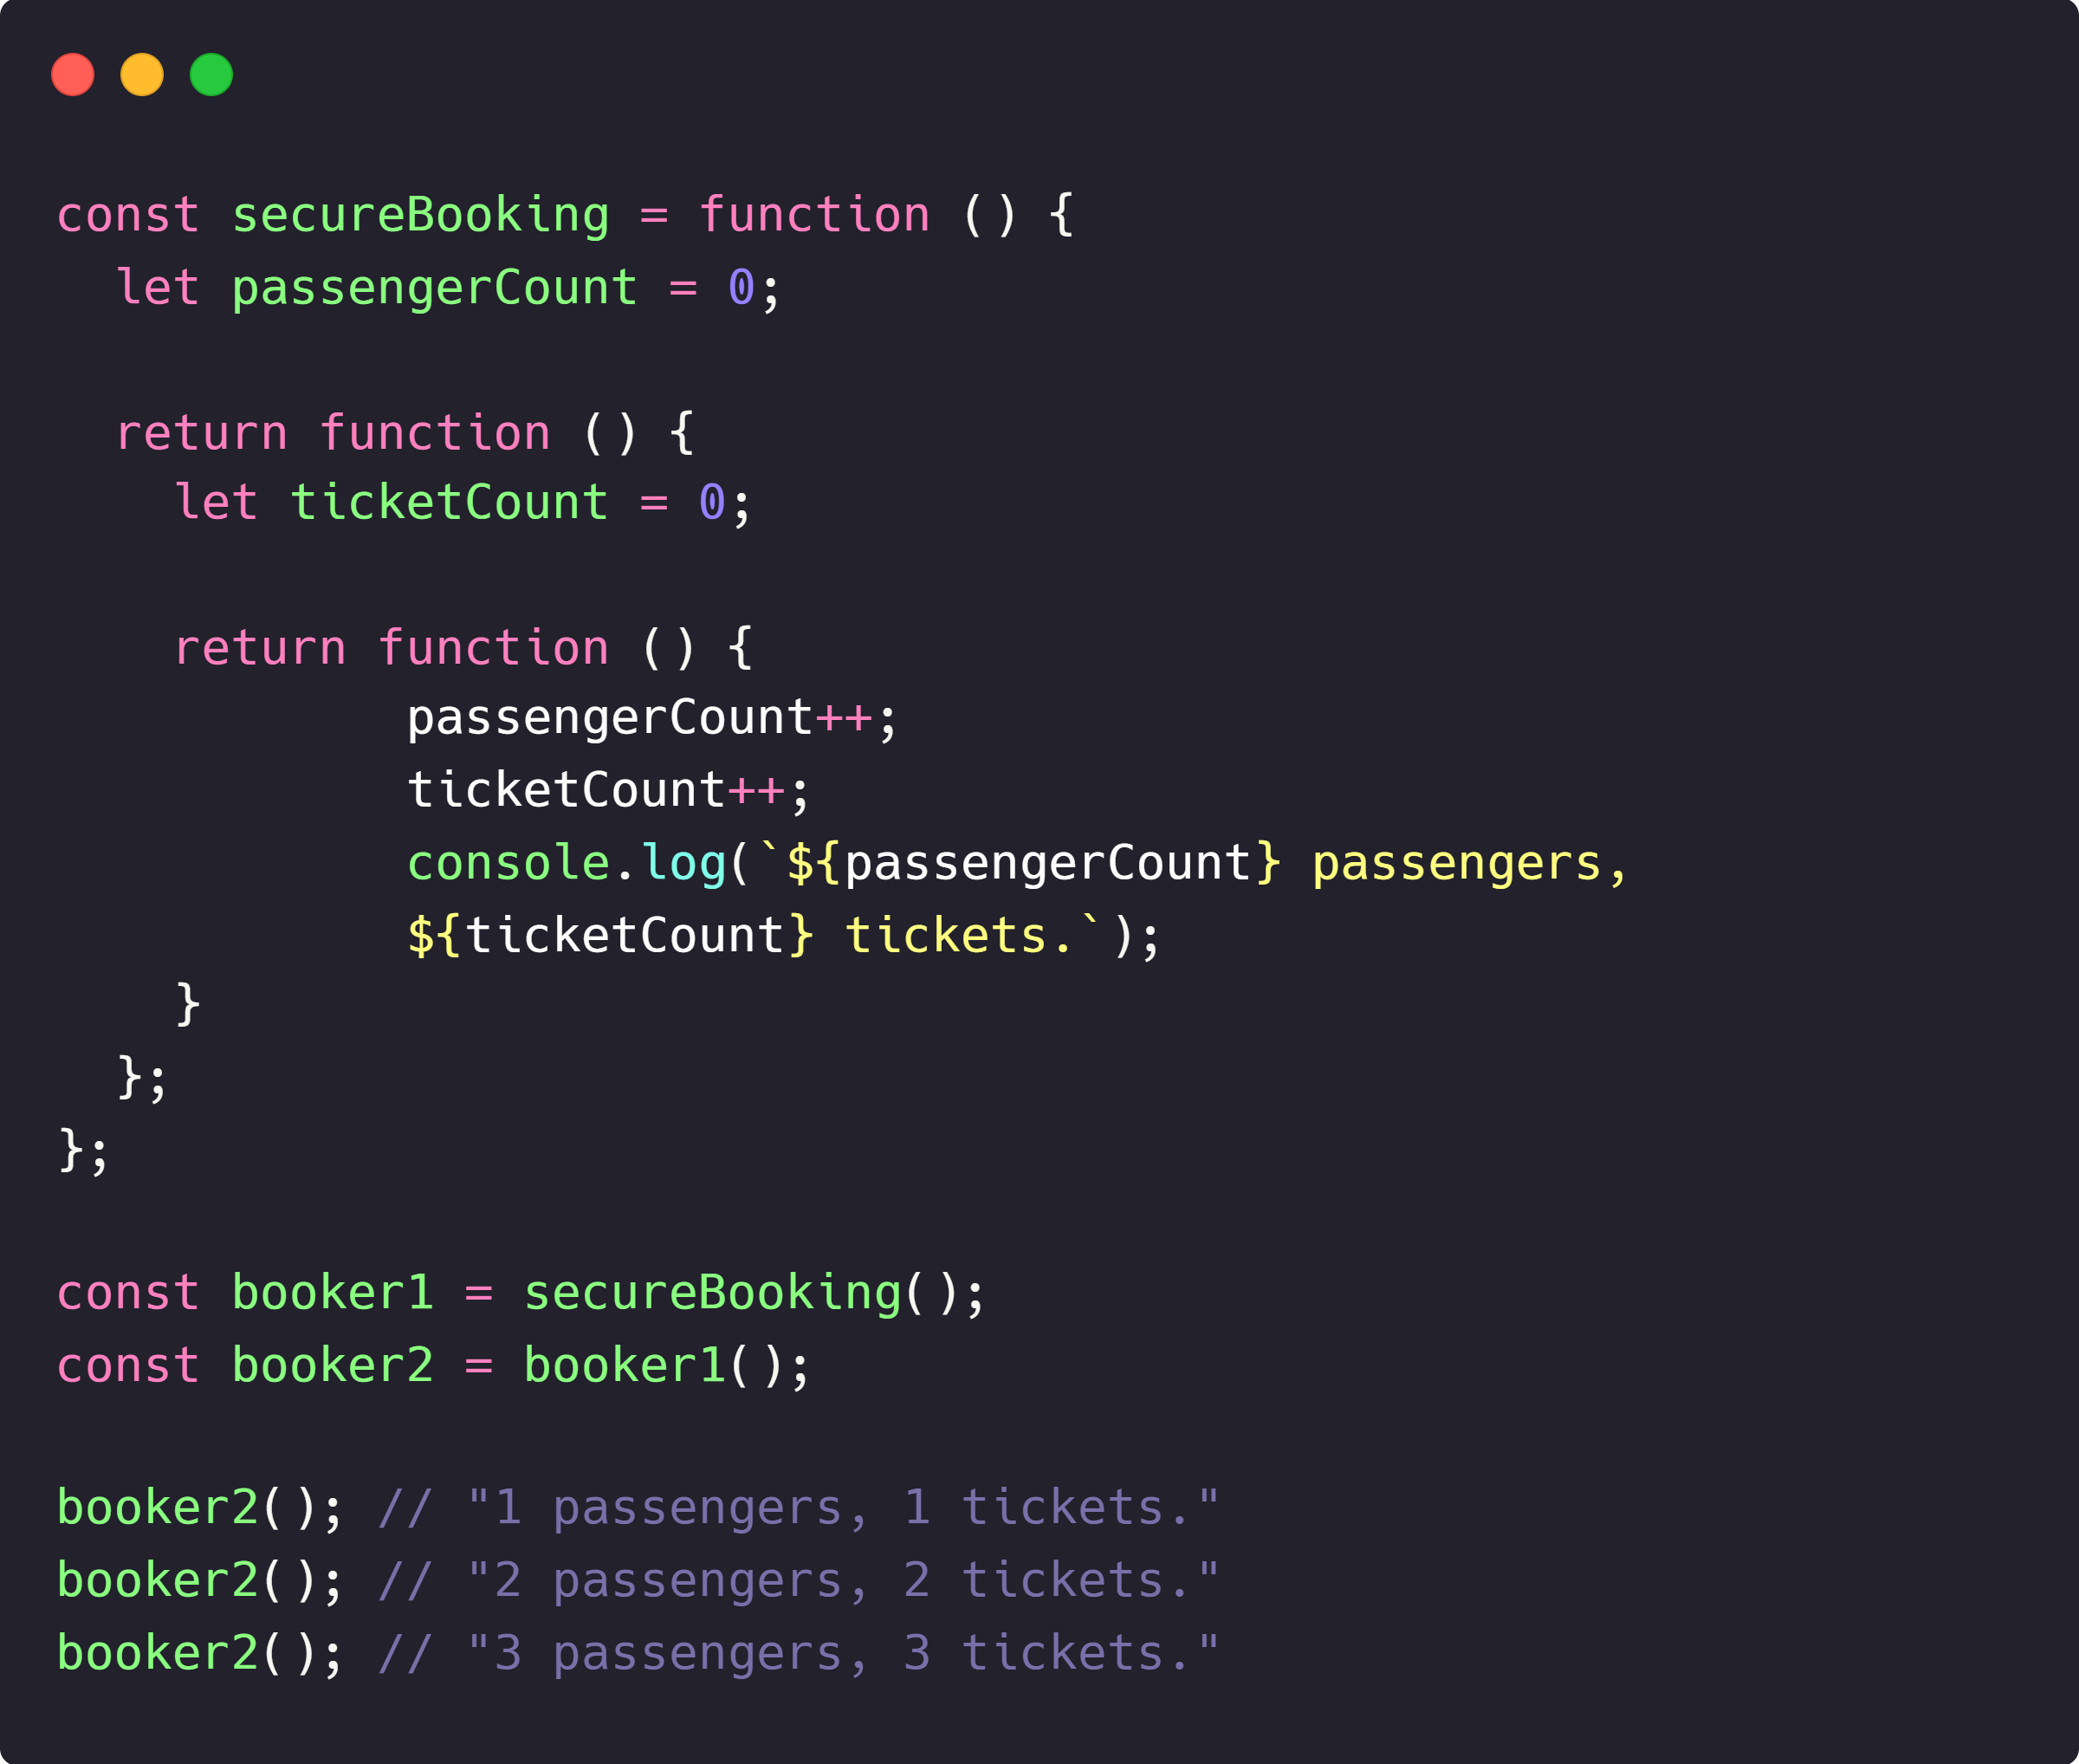 const secureBooking = function () {
  let passengerCount = 0;

  return function () {
    let ticketCount = 0;

    return function () {
            passengerCount++;
            ticketCount++;
            console.log(`${passengerCount} passengers,
            ${ticketCount} tickets.`);
    }
  };
};

const booker1 = secureBooking();
const booker2 = booker1();

booker2(); // "1 passengers, 1 tickets."
booker2(); // "2 passengers, 2 tickets."
booker2(); // "3 passengers, 3 tickets."